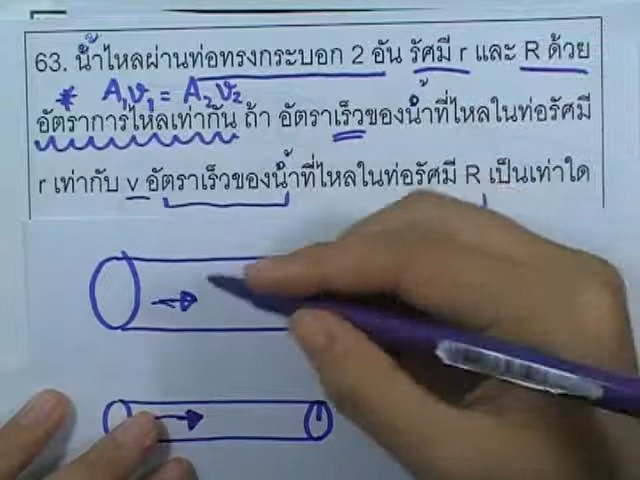 63. น้ำไหลผ่านท่อทรงกระบอก 2 อัน รัศมี r และ R ด้วย
* A₁v₁ = A₂v₂
อัตราการไหลเท่ากัน ถ้า อัตราเร็วของน้ำที่ไหลในท่อรัศมี
r เท่ากับ v อัตราเร็วของน้ำที่ไหลในท่อรัศมี R เป็นเท่าใด